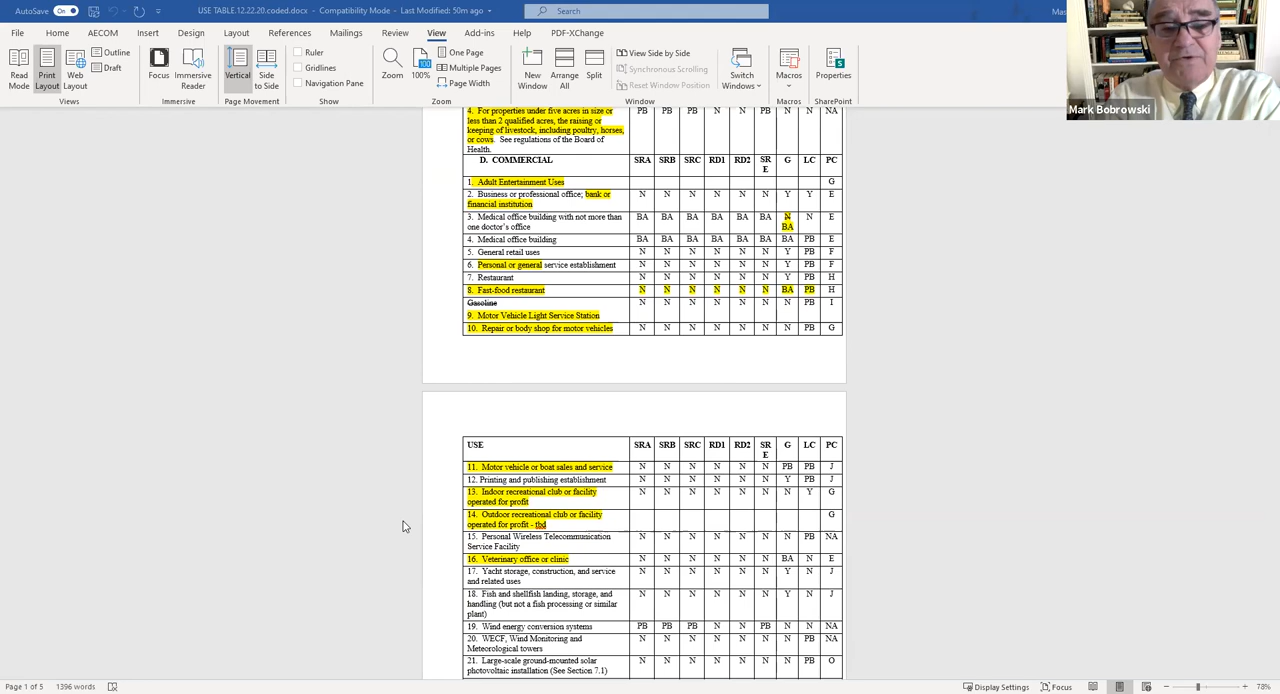 AutoSave On USE TABLE.12.22.20.coded.docx - Compatibility Mode - Last Modified: 50m ago Search Mas
File Home AECOM Insert Design Layout References Mailings Review View Add-ins Help PDF-XChange
Read Mode Print Layout Web Layout Outline Draft Focus Immersive Reader Vertical Side to Side Ruler Gridlines Navigation Pane Zoom 100 100% One Page Multiple Pages Page Width New Window Arrange All Split View Side by Side Synchronous Scrolling Reset Window Position Switch Windows Macros Properties
Views Immersive Page Movement Show Zoom Window Macros SharePoint
Mark Bobrowski
4. For properties under five acres in size or PB PB PB N N PB N N NA
less than 2 qualified acres, the raising or
keeping of livestock, including poultry, horses,
or cows. See regulations of the Board of
Health.
D. COMMERCIAL SRA SRB SRC RD1 RD2 SR E G LC PC
1. Adult Entertainment Uses G
2. Business or professional office; bank or N N N N N N Y Y E
financial institution
3. Medical office building with not more than BA BA BA BA BA BA N N E
one doctor's office BA
4. Medical office building BA BA BA BA BA BA BA PB E
5. General retail uses N N N N N N Y PB F
6. Personal or general service establishment N N N N N N Y PB F
7. Restaurant N N N N N N Y PB H
8. Fast-food restaurant N N N N N N BA PB H
Gasoline N N N N N N N PB I
9. Motor Vehicle Light Service Station
10. Repair or body shop for motor vehicles N N N N N N N PB G
USE SRA SRB SRC RD1 RD2 SR E G LC PC
11. Motor vehicle or boat sales and service N N N N N N PB PB J
12. Printing and publishing establishment N N N N N N Y PB J
13. Indoor recreational club or facility N N N N N N N Y G
operated for profit
14. Outdoor recreational club or facility G
operated for profit - tbd
15. Personal Wireless Telecommunication N N N N N N N PB NA
Service Facility
16. Veterinary office or clinic N N N N N N BA N E
17. Yacht storage, construction, and service N N N N N N Y N J
and related uses
18. Fish and shellfish landing, storage, and N N N N N N Y N J
handling (but not a fish processing or similar
plant)
19. Wind energy conversion systems PB PB PB N N PB N N NA
20. WECF, Wind Monitoring and N N N N N N N PB NA
Meteorological towers
21. Large-scale ground-mounted solar N N N N N N N PB O
photovoltaic installation (See Section 7.1)
Page 1 of 5 1396 words Display Settings Focus 78%